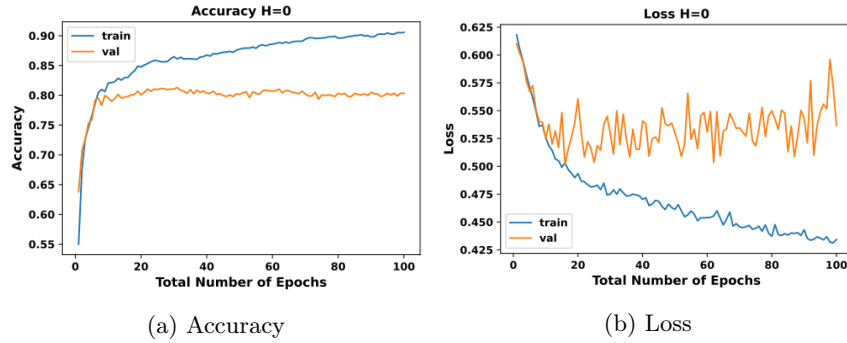 Accuracy H=0
0.90
0.85
0.80
0.75
0.70
0.65
0.60
0.55
Accuracy
train
val
0
20
40
60
80
100
Total Number of Epochs
(a) Accuracy
Loss H=0
0.625
0.600
0.575
0.550
0.525
0.500
0.475
0.450
0.425
Loss
train
val
0
20
40
60
80
100
Total Number of Epochs
(b) Loss